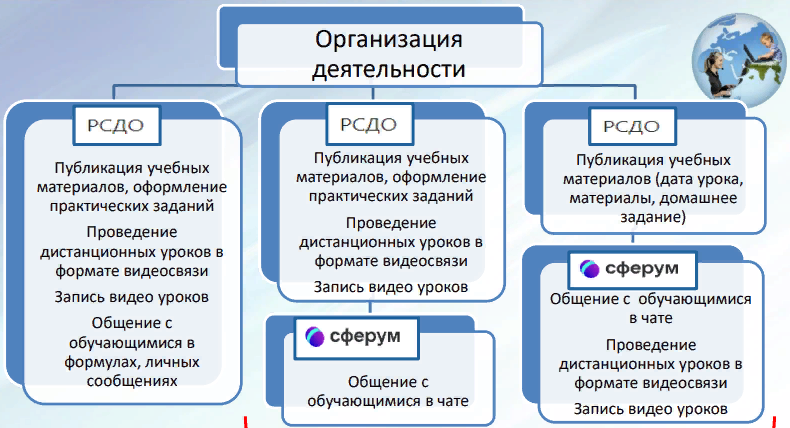 Организация
деятельности
РСДО
Публикация учебных
материалов, оформление
практических заданий
Проведение
дистанционных уроков в
формате видеосвязи
Запись видео уроков
Общение с
обучающимися в
формулах, личных
сообщениях
РСДО
Публикация учебных
материалов, оформление
практических заданий
Проведение
дистанционных уроков в
формате видеосвязи
Запись видео уроков
сферум
Общение с
обучающимися в чате
РСДО
Публикация учебных
материалов (дата урока,
материалы, домашнее
задание)
сферум
Общение с обучающимися
в чате
Проведение
дистанционных уроков в
формате видеосвязи
Запись видео уроков